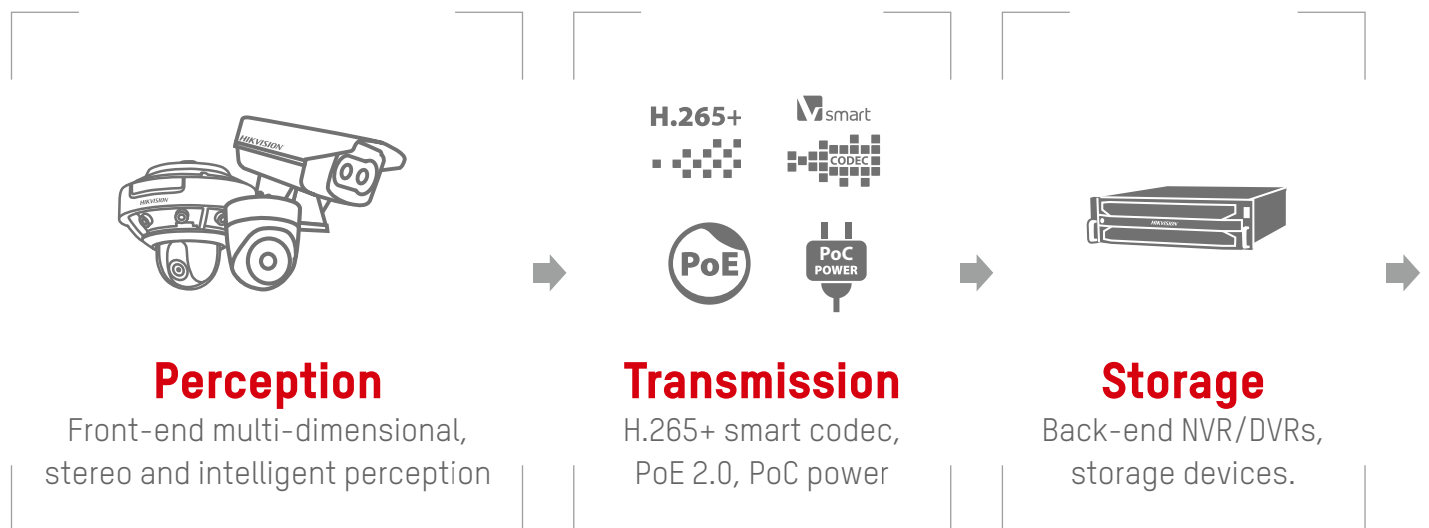 HIKVISION
HIKVISION
Perception
Front-end multi-dimensional,
stereo and intelligent perception
H.265+
smart
CODEC
PoE
PoC
POWER
Transmission
H.265+ smart codec,
PoE 2.0, PoC power
HIKVISION
Storage
Back-end NVR/DVRs,
storage devices.